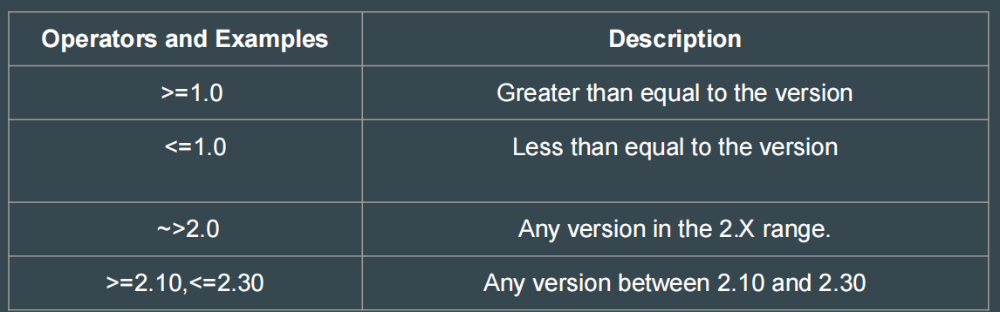 Operators and Examples Description
>=1.0 Greater than equal to the version
<=1.0 Less than equal to the version
~>2.0 Any version in the 2.X range.
>=2.10,<=2.30 Any version between 2.10 and 2.30